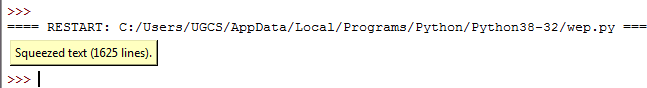 >>>
==== RESTART: C:/Users/UGCS/AppData/Local/Programs/Python/Python38-32/wep.py ===
Squeezed text (1625 lines).
>>>